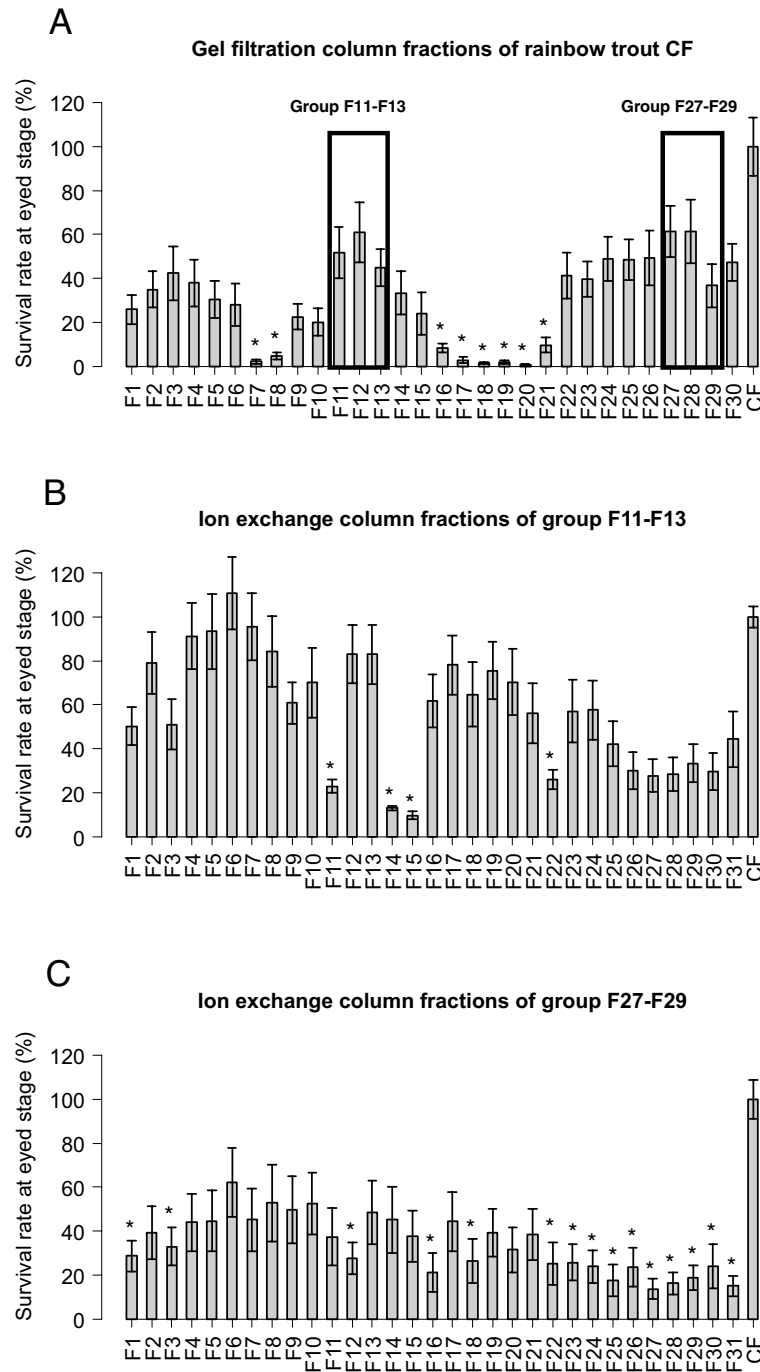 A
Gel filtration column fractions of rainbow trout CF
Group F11-F13
Group F27-F29
Survival rate at eyed stage (%)
120
100
80
60
40
20
0
* * * * * * * *
F1 F2 F3 F4 F5 F6 F7 F8 F9 F10 F11 F12 F13 F14 F15 F16 F17 F18 F19 F20 F21 F22 F23 F24 F25 F26 F27 F28 F29 F30 CF
B
Ion exchange column fractions of group F11-F13
Survival rate at eyed stage (%)
120
100
80
60
40
20
0
* * * *
F1 F2 F3 F4 F5 F6 F7 F8 F9 F10 F11 F12 F13 F14 F15 F16 F17 F18 F19 F20 F21 F22 F23 F24 F25 F26 F27 F28 F29 F30 F31 CF
C
Ion exchange column fractions of group F27-F29
Survival rate at eyed stage (%)
120
100
80
60
40
20
0
* * * * * * * * * * * * * * *
F1 F2 F3 F4 F5 F6 F7 F8 F9 F10 F11 F12 F13 F14 F15 F16 F17 F18 F19 F20 F21 F22 F23 F24 F25 F26 F27 F28 F29 F30 F31 CF